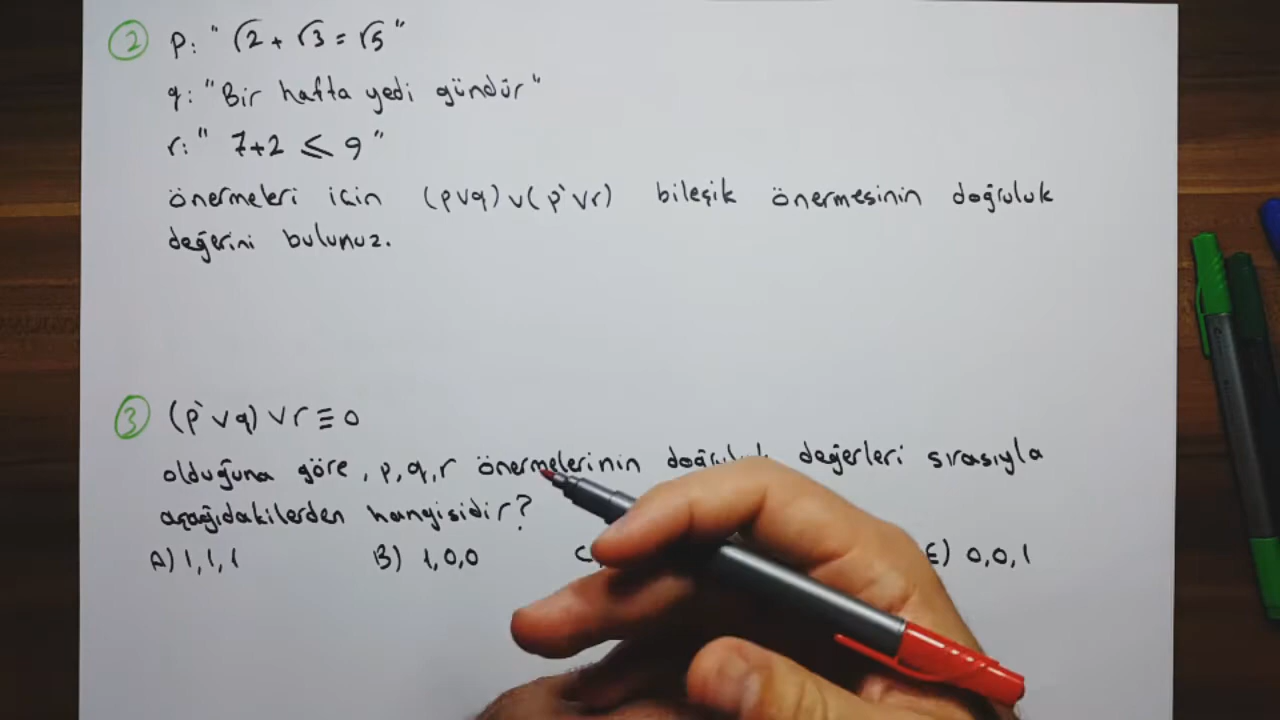 2 p: "√2 + √3 = √5"
q: "Bir hafta yedi gündür"
r: " 7+2 ≤ 9 "
önermeleri için (p∨q)∨(p'∨r) bileşik önermesinin doğruluk
değerini bulunuz.
3 (p'∨q)∨r≡0
olduğuna göre, p,q,r önermelerinin değerleri sırasıyla
aşağıdakilerden hangisidir?
A) 1,1,1 B) 1,0,0 C) E) 0,0,1